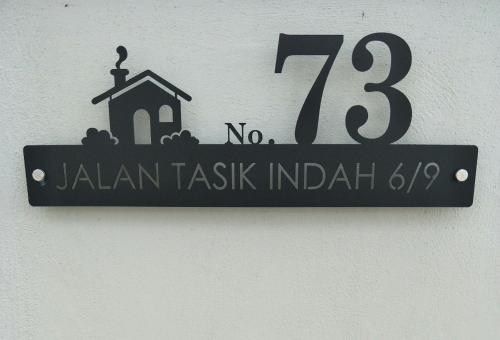 No. 73
JALAN TASIK INDAH 6/9